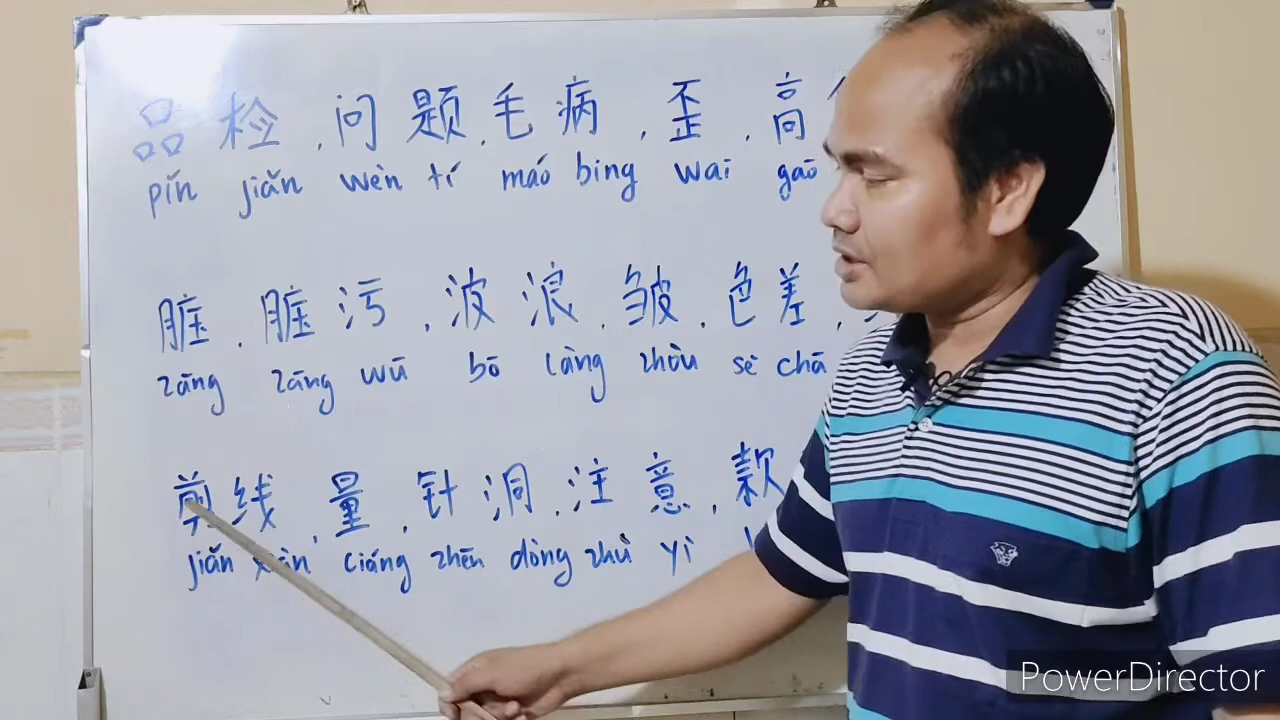 品检,问题,毛病,歪,高
pǐn jiǎn wèn tí máo bìng wai gaō
脏,脏污,波浪,皱,色差,
zāng zāng wū bō làng zhòu sè chā
剪线,量,针洞,注意,款
jiǎn xiàn liáng zhēn dòng zhù yì
PowerDirector